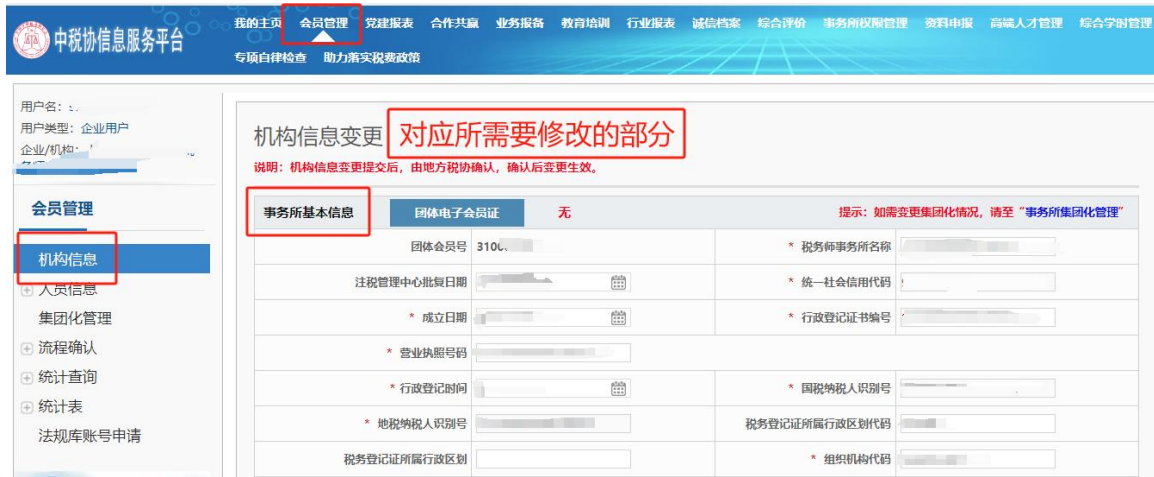 中税协信息服务平台
我的主页 会员管理 党建报表 合作共赢 业务报备 教育培训 行业报表 诚信档案 综合评价 事务所权限管理 资料申报 高端人才管理 综合学时管理
专项自律检查 助力落实税费政策
用户名：
用户类型：企业用户
企业/机构：
会员管理
机构信息
人员信息
集团化管理
流程确认
统计查询
统计表
法规库账号申请
机构信息变更 对应所需要修改的部分
说明：机构信息变更提交后，由地方税协确认，确认后变更生效。
事务所基本信息 团体电子会员证 无 提示：如需变更集团化情况，请至“事务所集团化管理”
团体会员号 3100 * 税务师事务所名称
注税管理中心批复日期 * 统一社会信用代码
* 成立日期 * 行政登记证书编号
* 营业执照号码
* 行政登记时间 * 国税纳税人识别号
* 地税纳税人识别号 税务登记证所属行政区划代码
税务登记证所属行政区划 * 组织机构代码